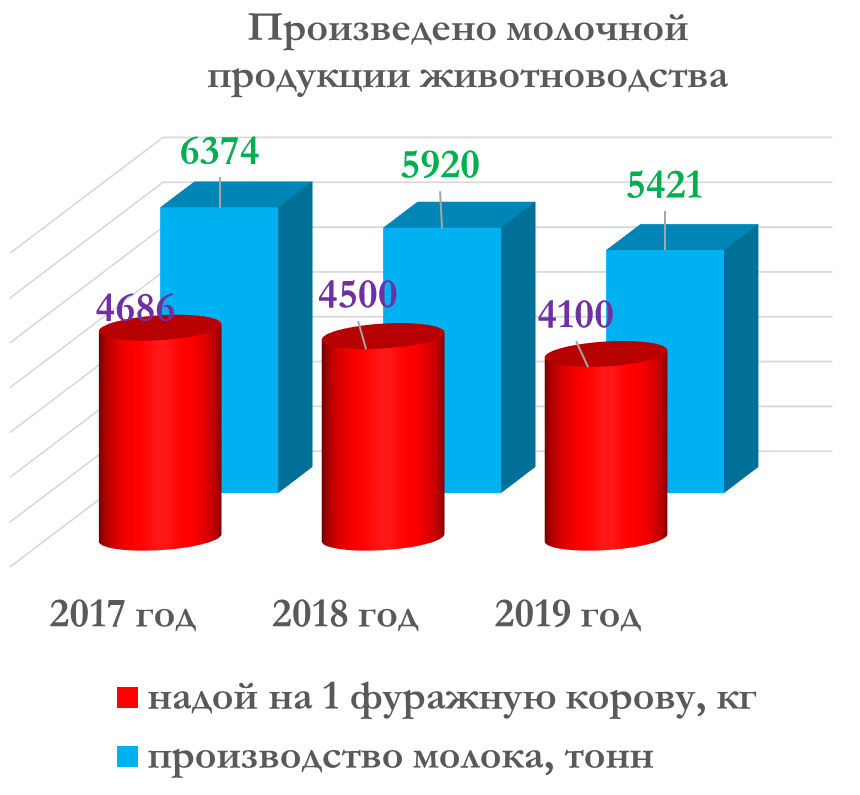 Произведено молочной
продукции животноводства
6374
5920
5421
4686
4500
4100
2017 год
2018 год
2019 год
надой на 1 фуражную корову, кг
производство молока, тонн